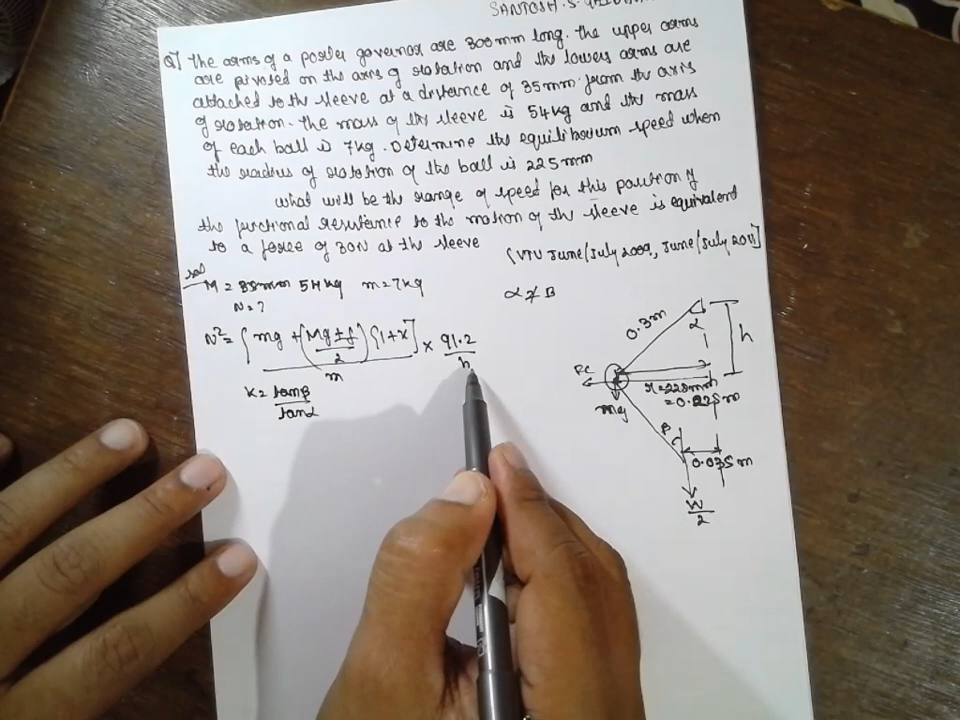 SANTOSH.S.
Q] The arms of a porter governor are 300mm long. the upper arms
are pivoted on the axis of rotation and the lowers arms are
attached to the sleeve at a distance of 35mm from the axis
of rotation. The mass of the sleeve is 54kg and the mass
of each ball is 7kg. Determine the equilibrium speed when
the radius of rotation of the ball is 225mm
what will be the range of speed for this position if
the frictional resistance to the motion of the sleeve is equivalent
to a force of 30N at the sleeve
(VTU June/July 2009, June/July 2011]
sol
M = 54kg m=7kg
N=?
α≠β
N² = [mg + (Mg±f/2)(1+k]/m × 91.2/h
k = tanβ/tanα
0.3m
α
h
Fc
r=225mm
=0.225m
mg
β
0.035m
W/2